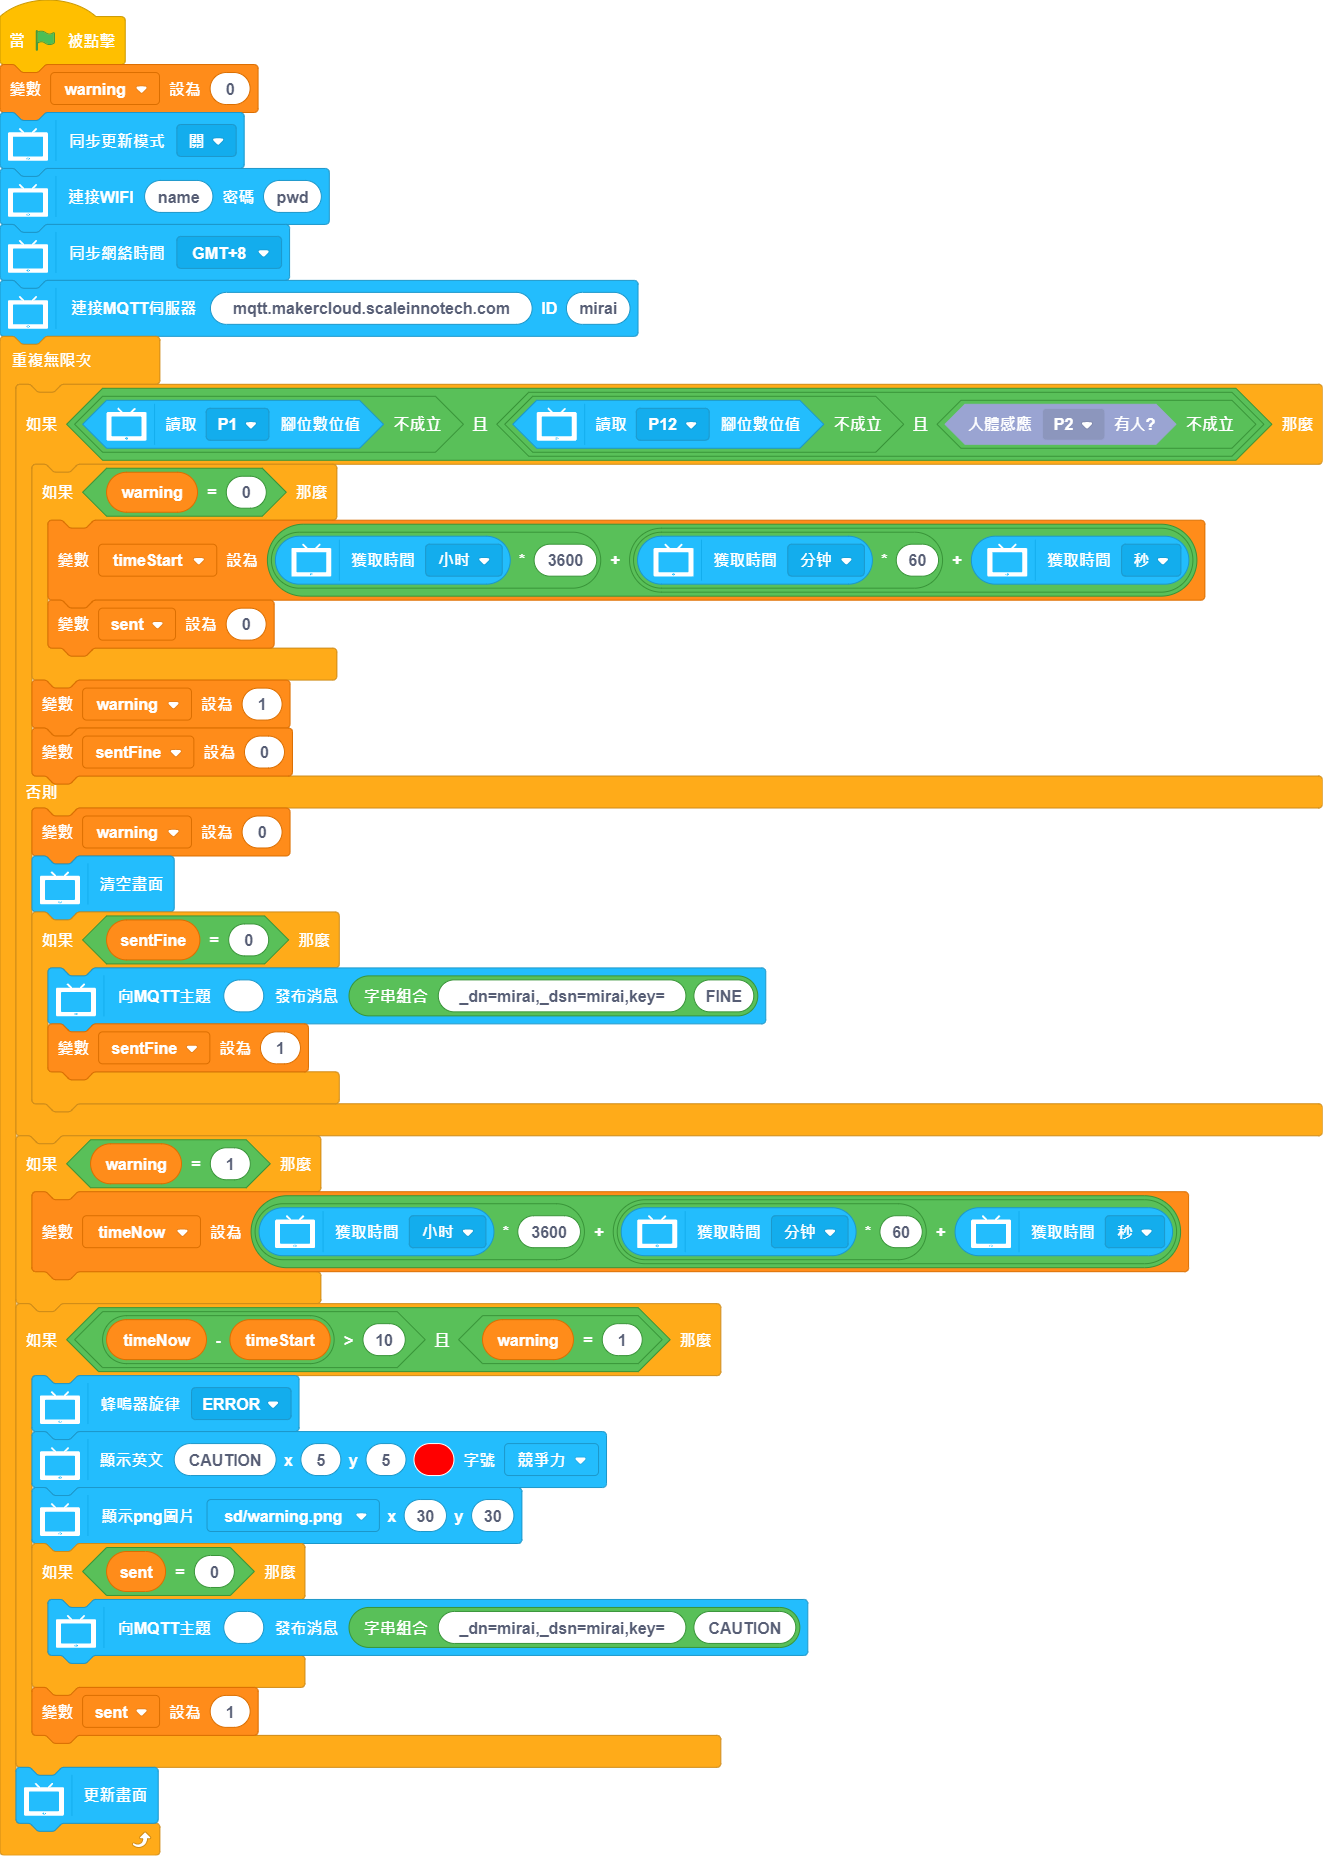 當 被點擊
變數 warning 設為 0
同步更新模式 關
連接WIFI name 密碼 pwd
同步網絡時間 GMT+8
連接MQTT伺服器 mqtt.makercloud.scaleinnotech.com ID mirai
重複無限次
如果 讀取 P1 腳位數位值 不成立 且 讀取 P12 腳位數位值 不成立 且 人體感應 P2 有人? 不成立 那麼
如果 warning = 0 那麼
變數 timeStart 設為 獲取時間 小时 * 3600 + 獲取時間 分钟 * 60 + 獲取時間 秒
變數 sent 設為 0
變數 warning 設為 1
變數 sentFine 設為 0
否則
變數 warning 設為 0
清空畫面
如果 sentFine = 0 那麼
向MQTT主題 發布消息 字串組合 _dn=mirai,_dsn=mirai,key= FINE
變數 sentFine 設為 1
如果 warning = 1 那麼
變數 timeNow 設為 獲取時間 小时 * 3600 + 獲取時間 分钟 * 60 + 獲取時間 秒
如果 timeNow - timeStart > 10 且 warning = 1 那麼
蜂鳴器旋律 ERROR
顯示英文 CAUTION x 5 y 5 字號 競爭力
顯示png圖片 sd/warning.png x 30 y 30
如果 sent = 0 那麼
向MQTT主題 發布消息 字串組合 _dn=mirai,_dsn=mirai,key= CAUTION
變數 sent 設為 1
更新畫面